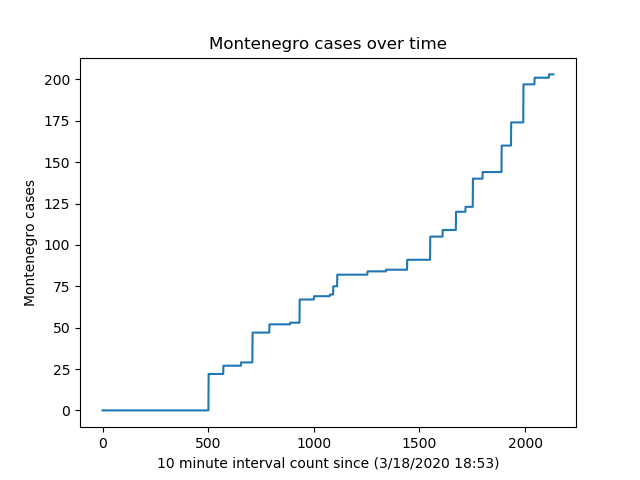 Montenegro cases over time
200
175
150
125
100
75
50
25
0
Montenegro cases
0 500 1000 1500 2000
10 minute interval count since (3/18/2020 18:53)